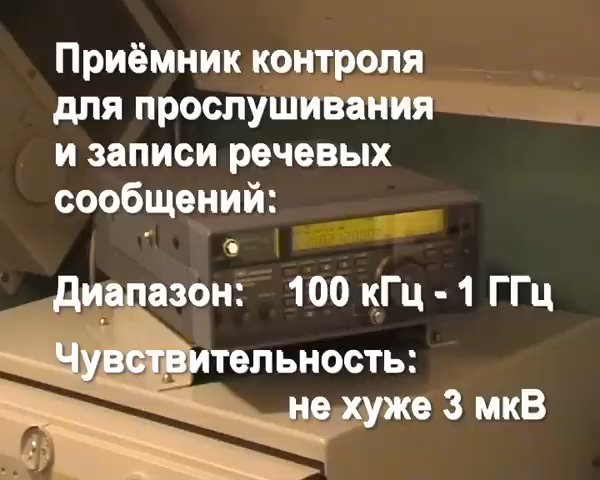 Приёмник контроля
для прослушивания
и записи речевых
сообщений:
Диапазон: 100 кГц - 1 ГГц
Чувствительность:
не хуже 3 мкВ